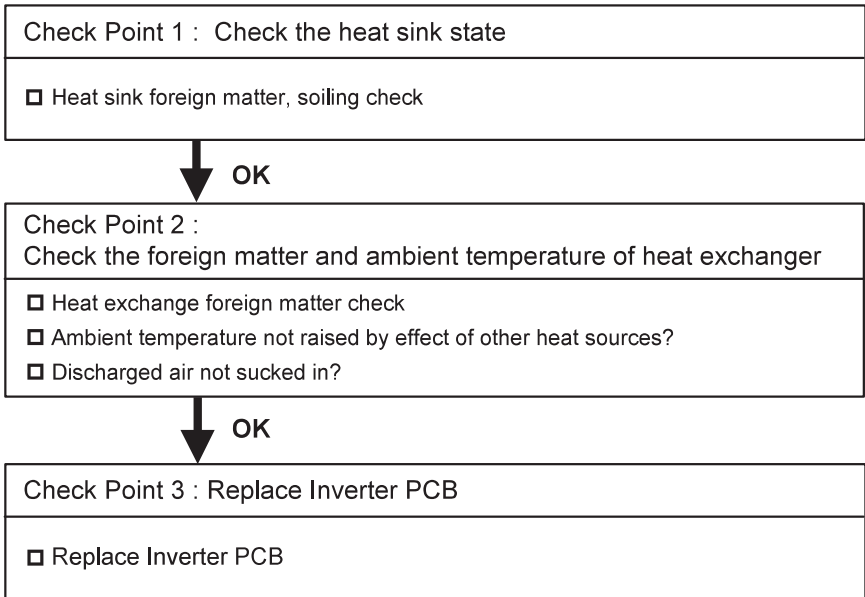 Check Point 1 : Check the heat sink state
Heat sink foreign matter, soiling check
OK
Check Point 2 :
Check the foreign matter and ambient temperature of heat exchanger
Heat exchange foreign matter check
Ambient temperature not raised by effect of other heat sources?
Discharged air not sucked in?
OK
Check Point 3 : Replace Inverter PCB
Replace Inverter PCB